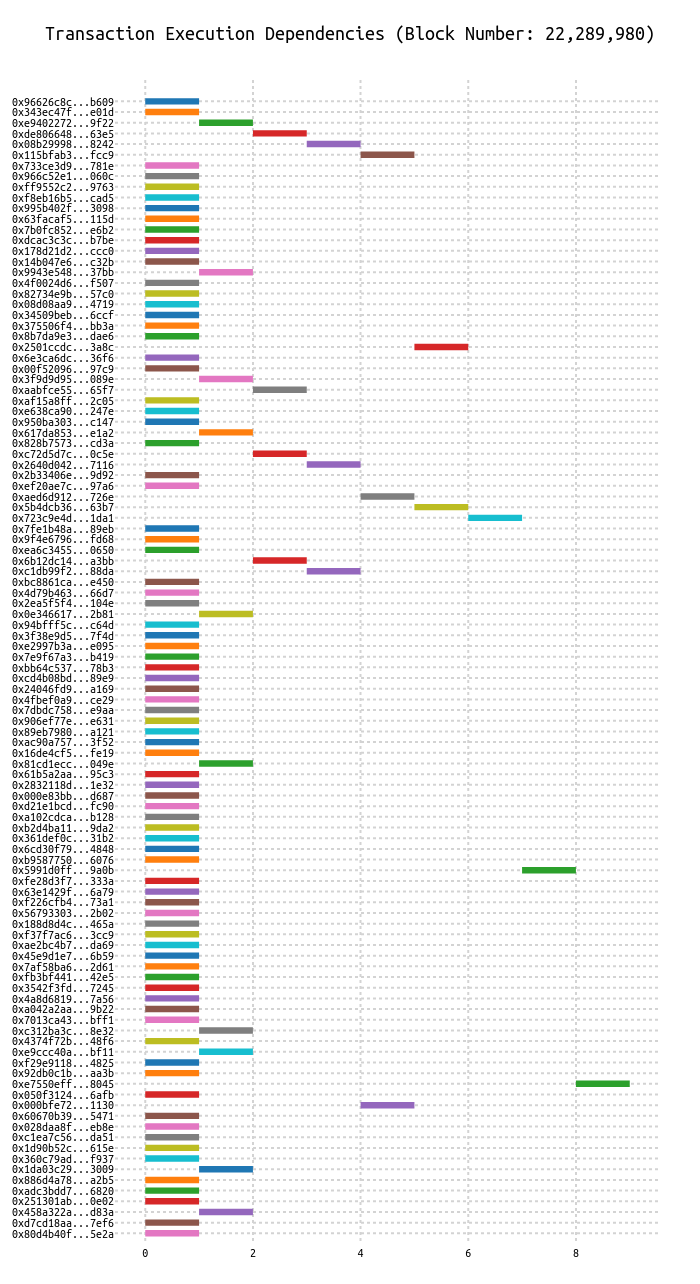 Transaction Execution Dependencies (Block Number: 22,289,980)
0x96626c8c...b609
0x343ec47f...e01d
0xe9402272...9f22
0xde806648...63e5
0x08b29998...8242
0x115bfab3...fcc9
0x733ce3d9...781e
0x966c52e1...060c
0xff9552c2...9763
0xf8eb16b5...cad5
0x995b402f...3098
0x63facaf5...115d
0x7b0fc852...e6b2
0xdcac3c3c...b7be
0x178d21d2...ccc0
0x14b047e6...c32b
0x9943e548...37bb
0x4f0024d6...f507
0x82734e9b...57c0
0x08d08aa9...4719
0x34509beb...6ccf
0x375506f4...bb3a
0x8b7da9e3...dae6
0x2501ccdc...3a8c
0x6e3ca6dc...36f6
0x00f52096...97c9
0x3f9d9d95...089e
0xaabfce55...65f7
0xaf15a8ff...2c05
0xe638ca90...247e
0x950ba303...c147
0x617da853...e1a2
0x828b7573...cd3a
0xc72d5d7c...0c5e
0x2640d042...7116
0x2b33406e...9d92
0xef20ae7c...97a6
0xaed6d912...726e
0x5b4dcb36...63b7
0x723c9e4d...1da1
0x7fe1b48a...89eb
0x9f4e6796...fd68
0xea6c3455...0650
0x6b12dc14...a3bb
0xc1db99f2...88da
0xbc8861ca...e450
0x4d79b463...66d7
0x2ea5f5f4...104e
0x0e346617...2b81
0x94bfff5c...c64d
0x3f38e9d5...7f4d
0xe2997b3a...e095
0x7e9f67a3...b419
0xbb64c537...78b3
0xcd4b08bd...89e9
0x24046fd9...a169
0x4fbef0a9...ce29
0x7dbdc758...e9aa
0x906ef77e...e631
0x89eb7980...a121
0xac90a757...3f52
0x16de4cf5...fe19
0x81cd1ecc...049e
0x61b5a2aa...95c3
0x2832118d...1e32
0x000e83bb...d687
0xd21e1bcd...fc90
0xa102cdca...b128
0xb2d4ba11...9da2
0x361def0c...31b2
0x6cd30f79...4848
0xb9587750...6076
0x5991d0ff...9a0b
0xfe28d3f7...333a
0x63e1429f...6a79
0xf226cfb4...73a1
0x56793303...2b02
0x188d8d4c...465a
0xf37f7ac6...3cc9
0xae2bc4b7...da69
0x45e9d1e7...6b59
0x7af58ba6...2d61
0xfb3bf441...42e5
0x3542f3fd...7245
0x4a8d6819...7a56
0xa042a2aa...9b22
0x7013ca43...bff1
0xc312ba3c...8e32
0x4374f72b...48f6
0xe9ccc40a...bf11
0xf29e9118...4825
0x92db0c1b...aa3b
0xe7550eff...8045
0x050f3124...6afb
0x000bfe72...1130
0x60670b39...5471
0x028daa8f...eb8e
0xc1ea7c56...da51
0x1d90b52c...615e
0x360c79ad...f937
0x1da03c29...3009
0x886d4a78...a2b5
0xadc3bdd7...6820
0x251301ab...0e02
0x458a322a...d83a
0xd7cd18aa...7ef6
0x80d4b40f...5e2a
0 2 4 6 8